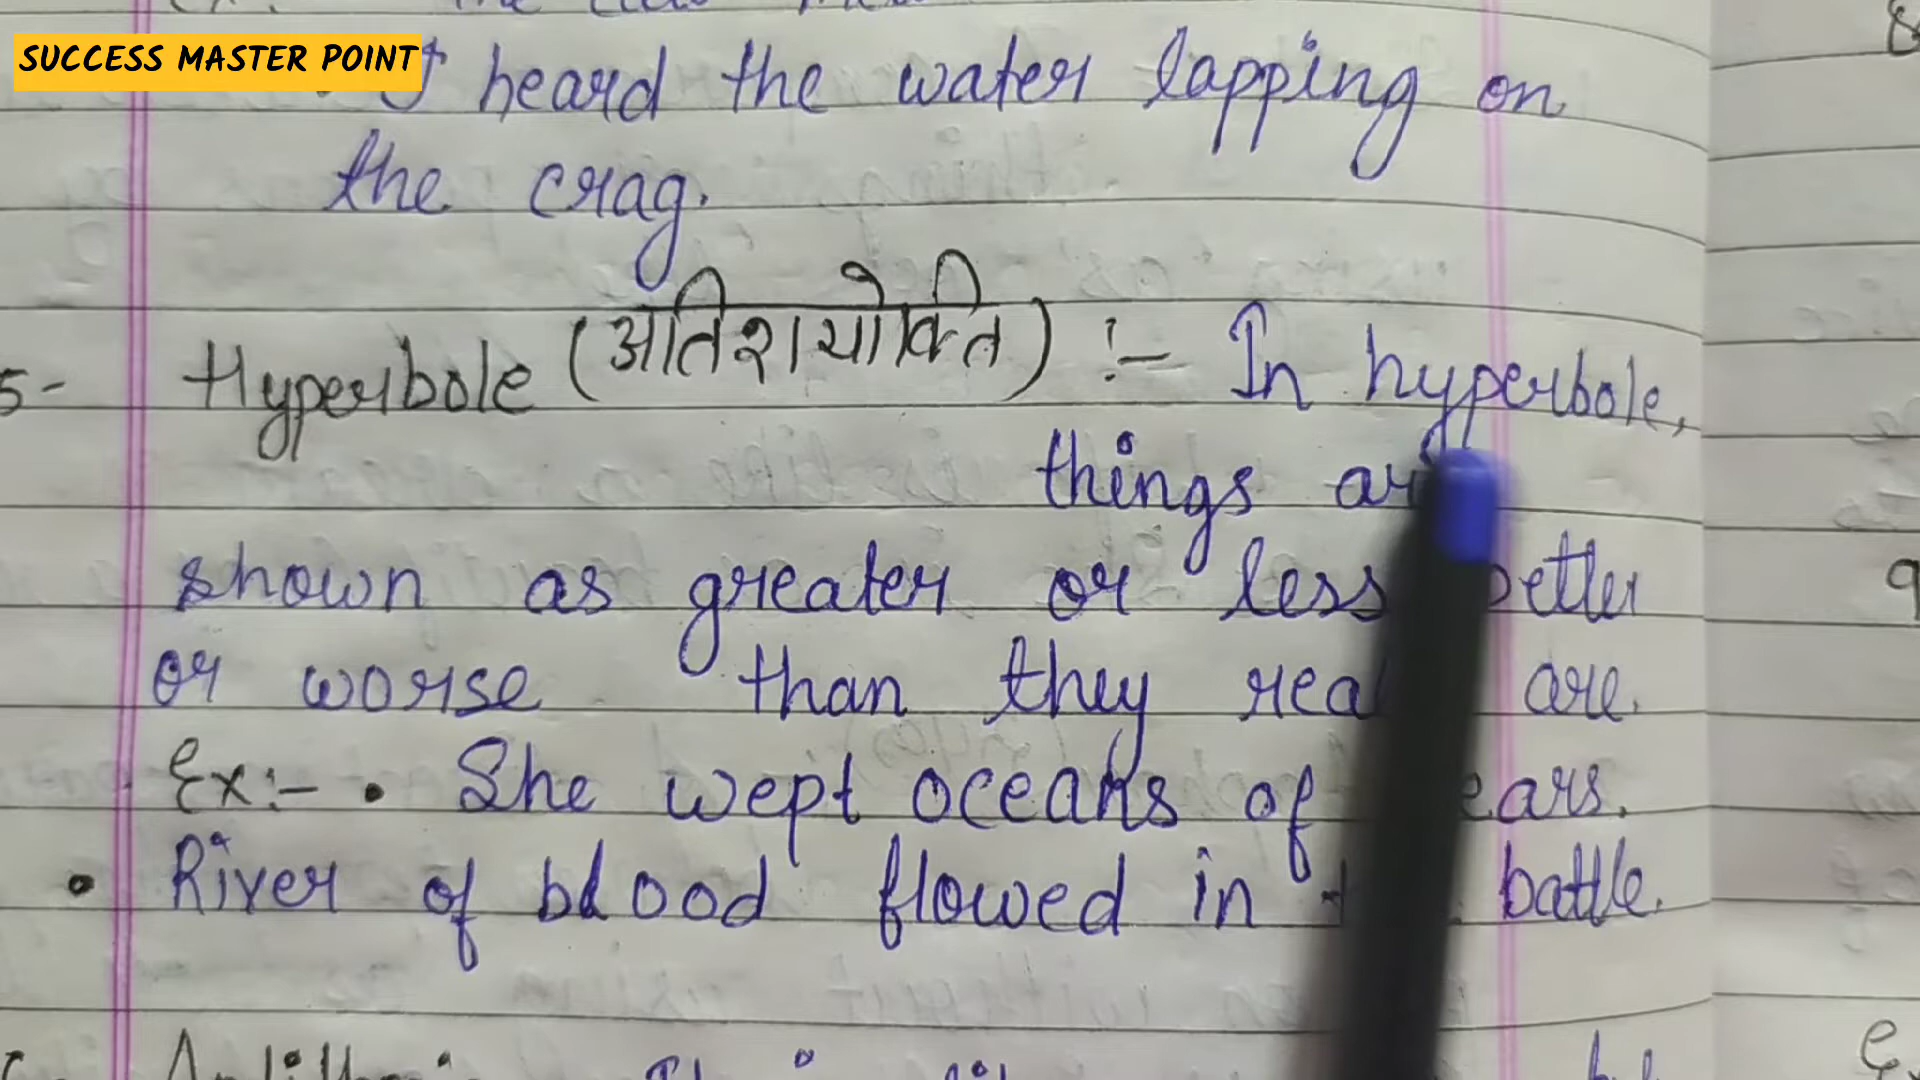 SUCCESS MASTER POINT
I heard the water lapping on
the crag.
5- Hyperbole (अतिशयोक्ति) :- In hyperbole,
things
shown as greater or less better
or worse than they are.
Ex:- • She wept oceans of tears.
• River of blood flowed in battle.